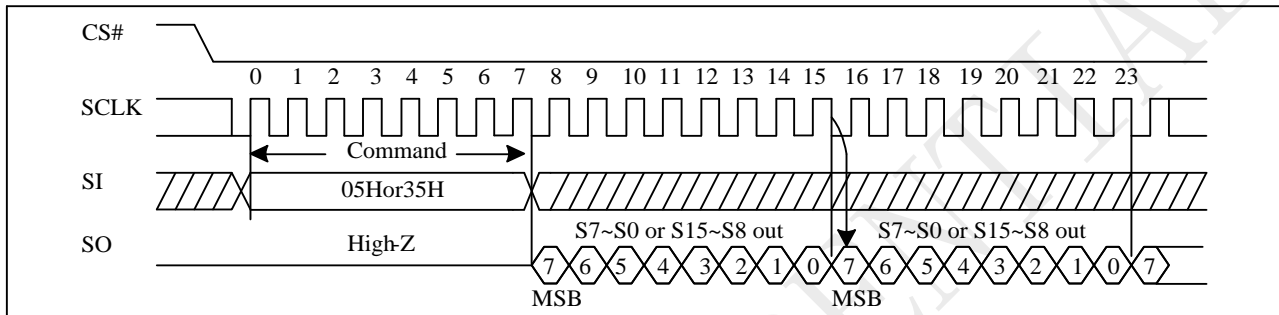 CS#
0 1 2 3 4 5 6 7 8 9 10 11 12 13 14 15 16 17 18 19 20 21 22 23
SCLK
Command
SI
05Hor35H
S7~S0 or S15~S8 out S7~S0 or S15~S8 out
SO
High-Z
7 6 5 4 3 2 1 0 7 6 5 4 3 2 1 0 7
MSB MSB